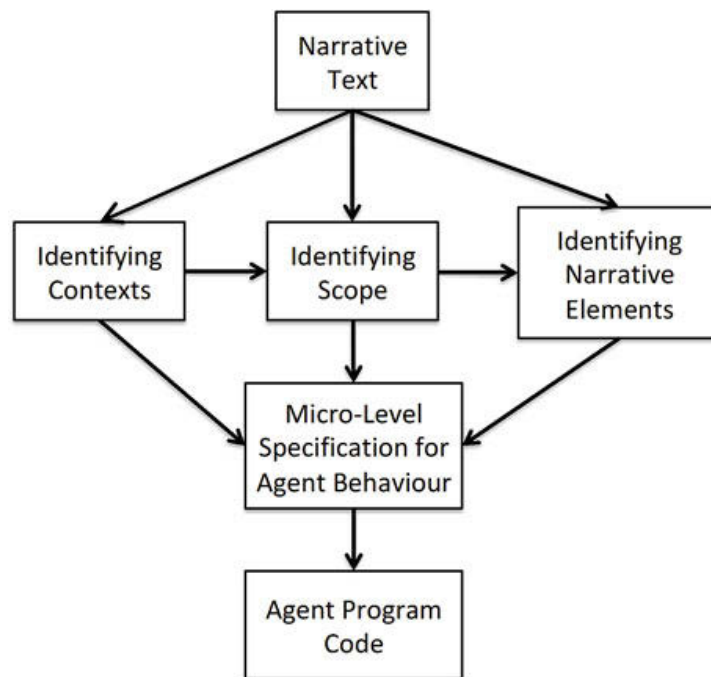 Narrative
Text
Identifying
Contexts
Identifying
Scope
Identifying
Narrative
Elements
Micro-Level
Specification for
Agent Behaviour
Agent Program
Code